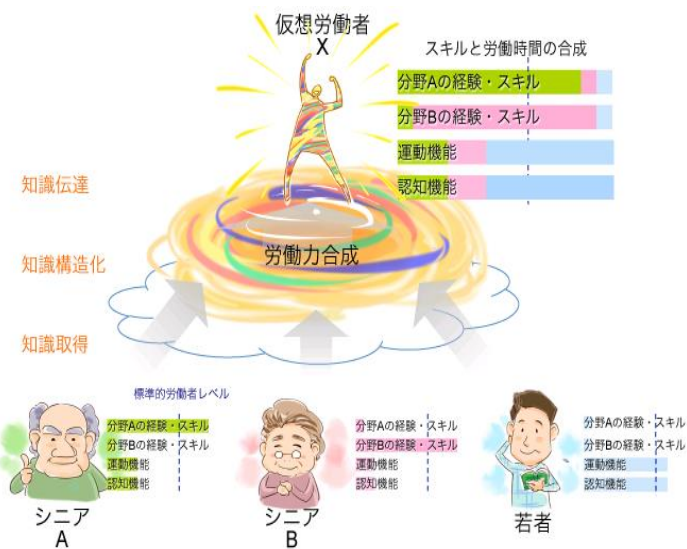 仮想労働者
X
スキルと労働時間の合成
分野Aの経験・スキル
分野Bの経験・スキル
運動機能
認知機能
知識伝達
知識構造化
知識取得
労働力合成
標準的労働者レベル
分野Aの経験・スキル
分野Bの経験・スキル
運動機能
認知機能
シニア
A
分野Aの経験・スキル
分野Bの経験・スキル
運動機能
認知機能
シニア
B
分野Aの経験・スキル
分野Bの経験・スキル
運動機能
認知機能
若者